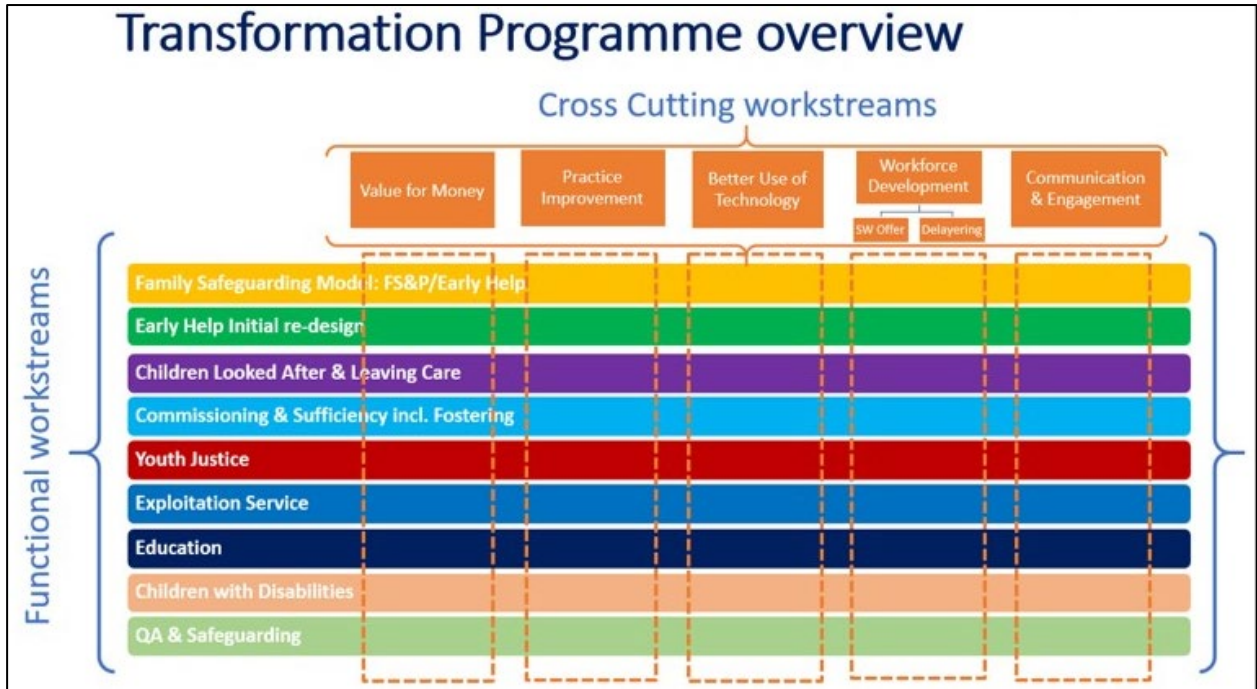 Transformation Programme overview
Cross Cutting workstreams
Value for Money
Practice
Improvement
Better Use of
Technology
Workforce
Development
Communication
& Engagement
SW Offer
Delayering
Functional workstreams
Family Safeguarding Model: FS&P/Early Help
Early Help Initial re-design
Children Looked After & Leaving Care
Commissioning & Sufficiency incl. Fostering
Youth Justice
Exploitation Service
Education
Children with Disabilities
QA & Safeguarding